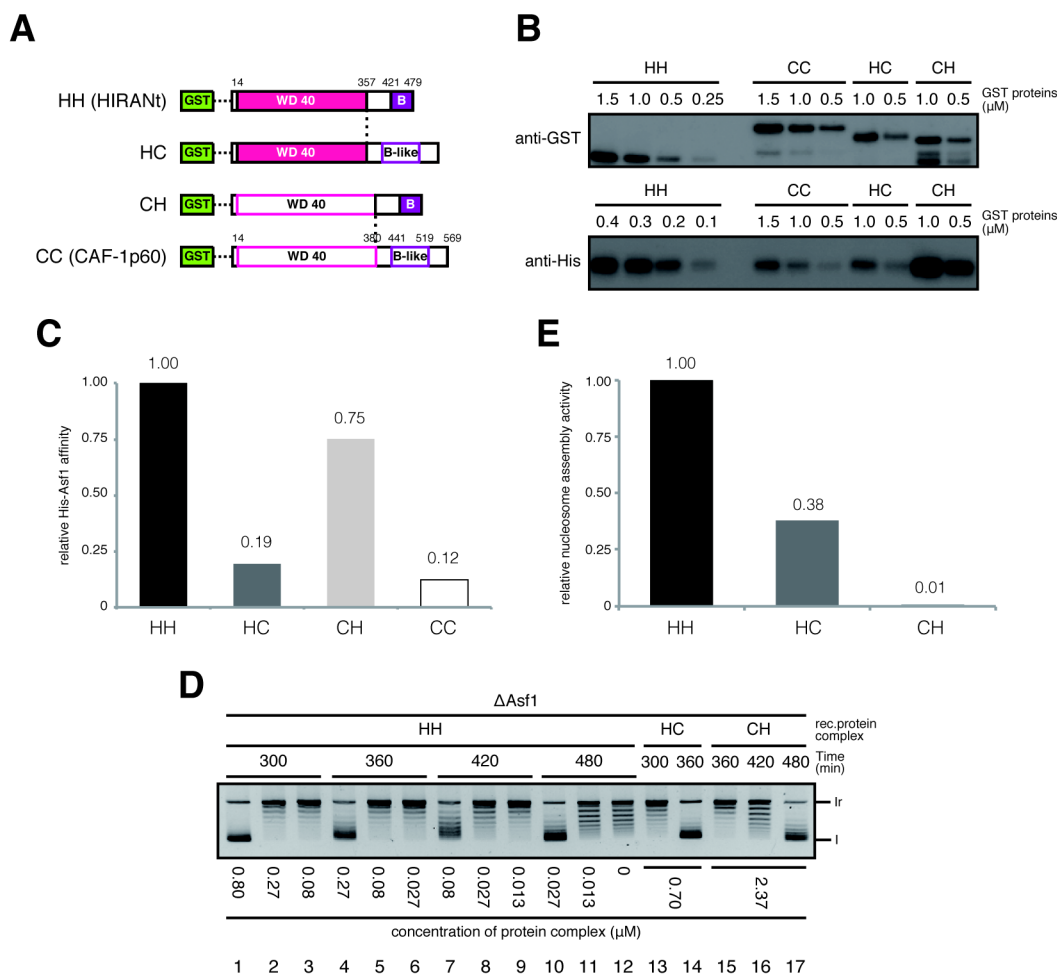 A
14 357 421 479
HH (HIRANt) GST WD 40 B
HC GST WD 40 B-like
CH GST WD 40 B
14 380 441 519 569
CC (CAF-1p60) GST WD 40 B-like
B
HH CC HC CH
1.5 1.0 0.5 0.25 1.5 1.0 0.5 1.0 0.5 1.0 0.5 GST proteins
(μM)
anti-GST
HH CC HC CH
0.4 0.3 0.2 0.1 1.5 1.0 0.5 1.0 0.5 1.0 0.5 GST proteins
(μM)
anti-His
C
relative His-Asf1 affinity
1.00
0.75
0.50
0.25
0
1.00 0.19 0.75 0.12
HH HC CH CC
E
relative nucleosome assembly activity
1.00
0.75
0.50
0.25
0
1.00 0.38 0.01
HH HC CH
D
ΔAsf1
HH HC CH rec.protein
complex
300 360 420 480 300 360 360 420 480 Time
(min)
Ir
I
0.80 0.27 0.08 0.27 0.08 0.027 0.08 0.027 0.013 0.027 0.013 0 0.70 2.37
concentration of protein complex (μM)
1 2 3 4 5 6 7 8 9 10 11 12 13 14 15 16 17